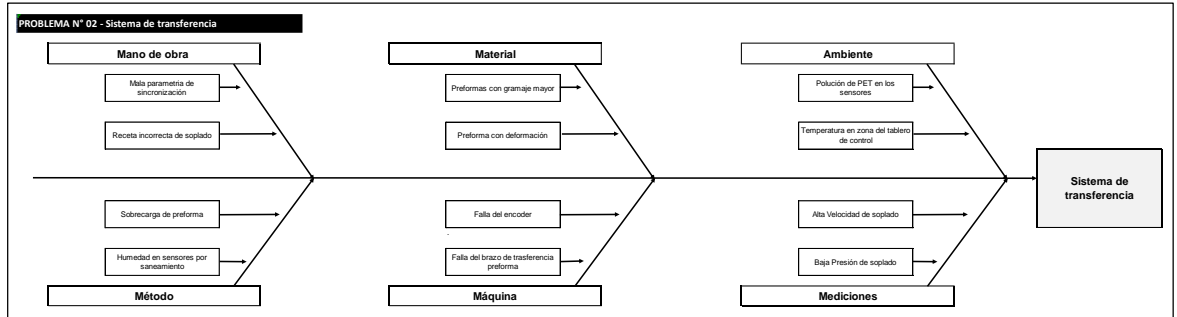 PROBLEMA N° 02 - Sistema de transferencia
Mano de obra
Material
Ambiente
Mala parametria de
sincronización
Preformas con gramaje mayor
Polución de PET en los
sensores
Receta incorrecta de soplado
Preforma con deformación
Temperatura en zona del tablero
de control
Sistema de
transferencia
Sobrecarga de preforma
Falla del encoder
Alta Velocidad de soplado
Humedad en sensores por
saneamiento
Falla del brazo de trasferencia
preforma
Baja Presión de soplado
Método
Máquina
Mediciones